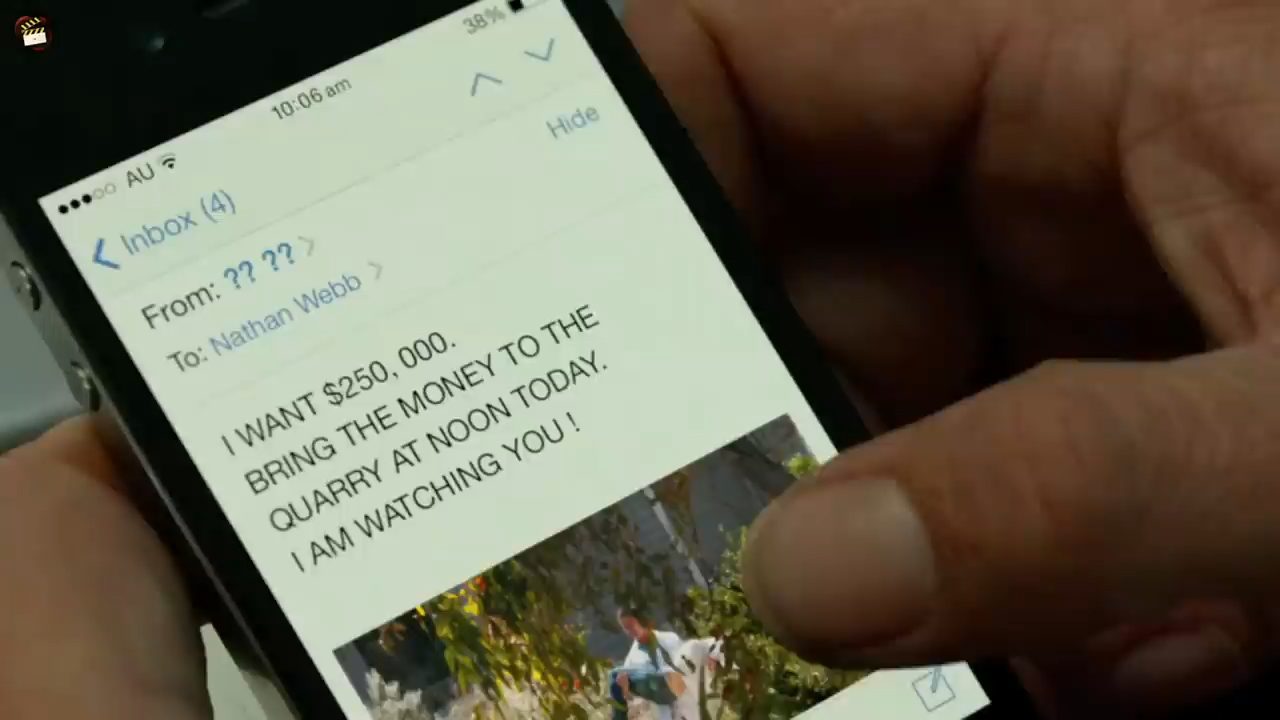 38%
10:06 am
AU
Hide
Inbox (4)
From: ?? ??
To: Nathan Webb
I WANT $250, 000.
BRING THE MONEY TO THE
QUARRY AT NOON TODAY.
I AM WATCHING YOU !